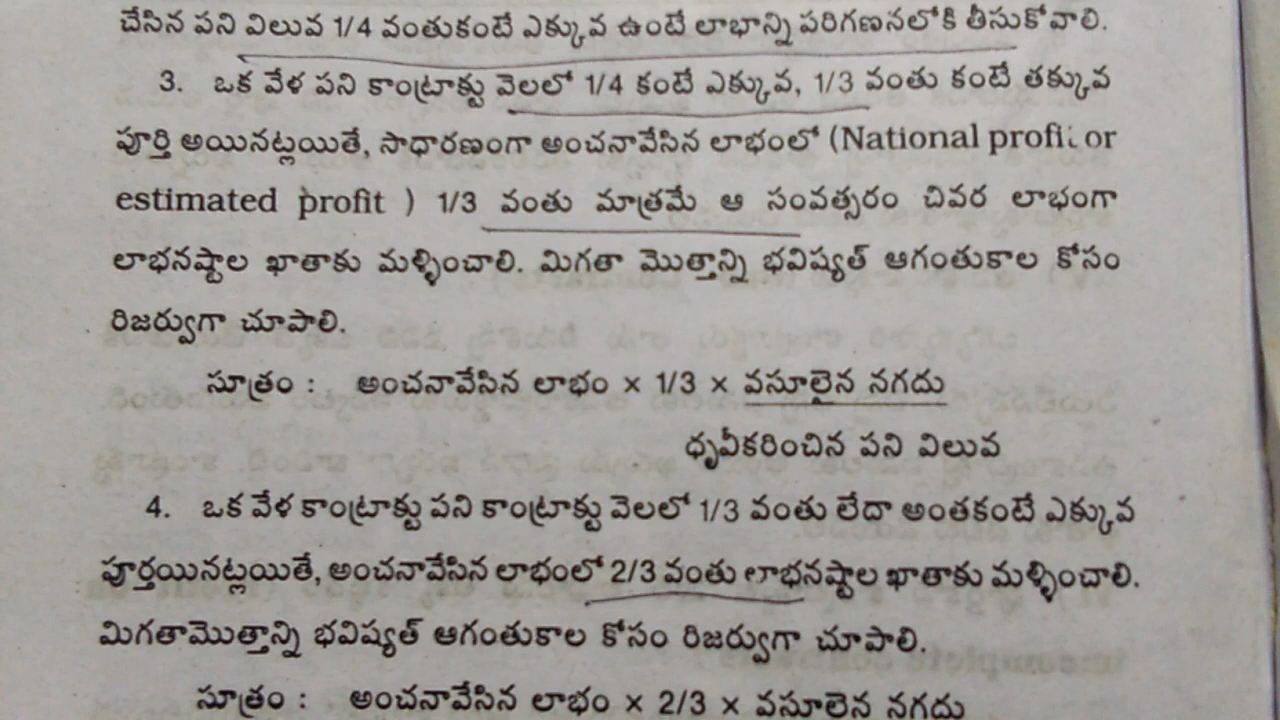 చేసిన పని విలువ 1/4 వంతుకంటే ఎక్కువ ఉంటే లాభాన్ని పరిగణనలోకి తీసుకోవాలి.
3. ఒక వేళ పని కాంట్రాక్టు వెలలో 1/4 కంటే ఎక్కువ, 1/3 వంతు కంటే తక్కువ
పూర్తి అయినట్లయితే, సాధారణంగా అంచనావేసిన లాభంలో (National profit or
estimated profit ) 1/3 వంతు మాత్రమే ఆ సంవత్సరం చివర లాభంగా
లాభనష్టాల ఖాతాకు మళ్ళించాలి. మిగతా మొత్తాన్ని భవిష్యత్ ఆగంతుకాల కోసం
రిజర్వుగా చూపాలి.
సూత్రం : అంచనావేసిన లాభం × 1/3 × వసూలైన నగదు
ధృవీకరించిన పని విలువ
4. ఒక వేళ కాంట్రాక్టు పని కాంట్రాక్టు వెలలో 1/3 వంతు లేదా అంతకంటే ఎక్కువ
పూర్తయినట్లయితే, అంచనావేసిన లాభంలో 2/3 వంతు లాభనష్టాల ఖాతాకు మళ్ళించాలి.
మిగతామొత్తాన్ని భవిష్యత్ ఆగంతుకాల కోసం రిజర్వుగా చూపాలి.
సూత్రం : అంచనావేసిన లాభం × 2/3 × వసూలైన నగదు